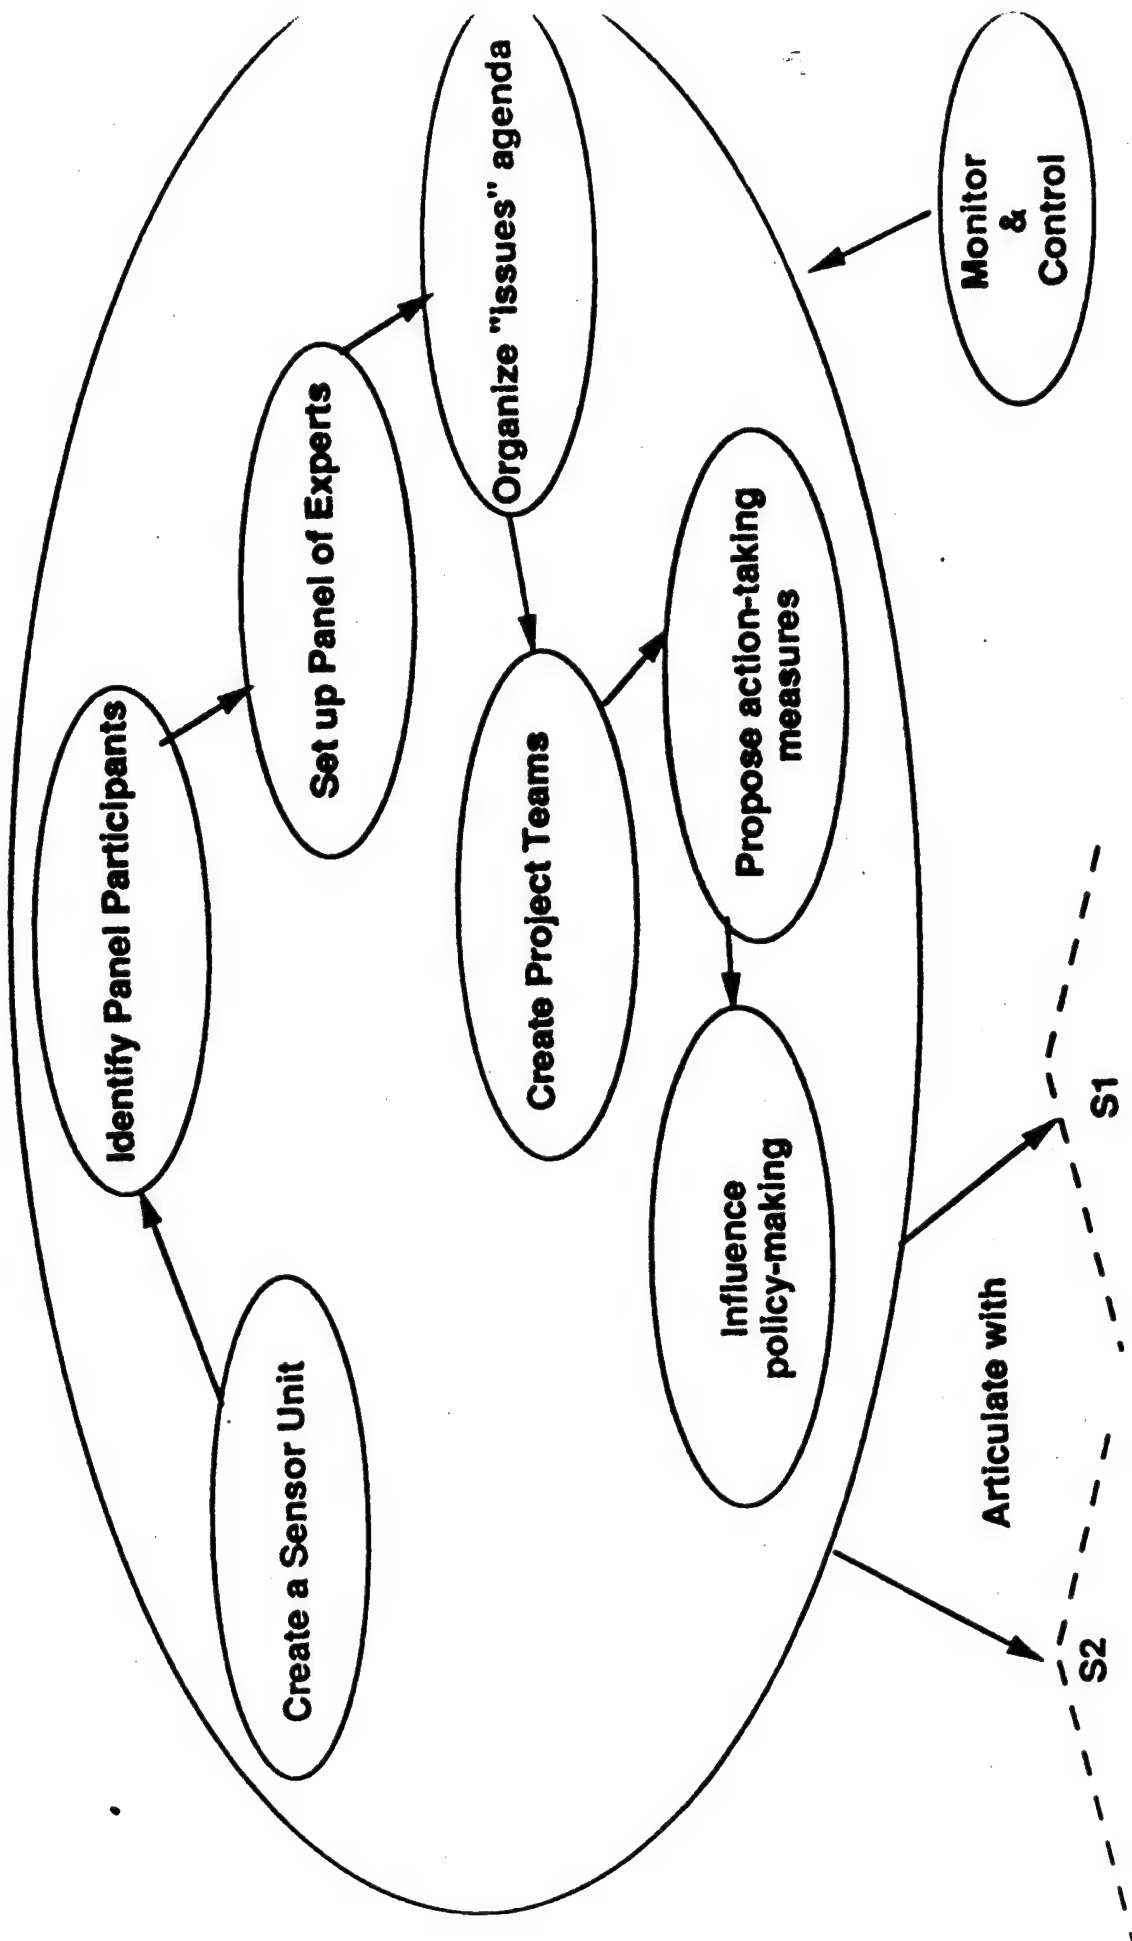 Create a Sensor Unit
Identify Panel Participants
Set up Panel of Experts
Organize "Issues" agenda
Create Project Teams
Propose action-taking
measures
Influence
policy-making
Monitor
&
Control
Articulate with
S2
S1